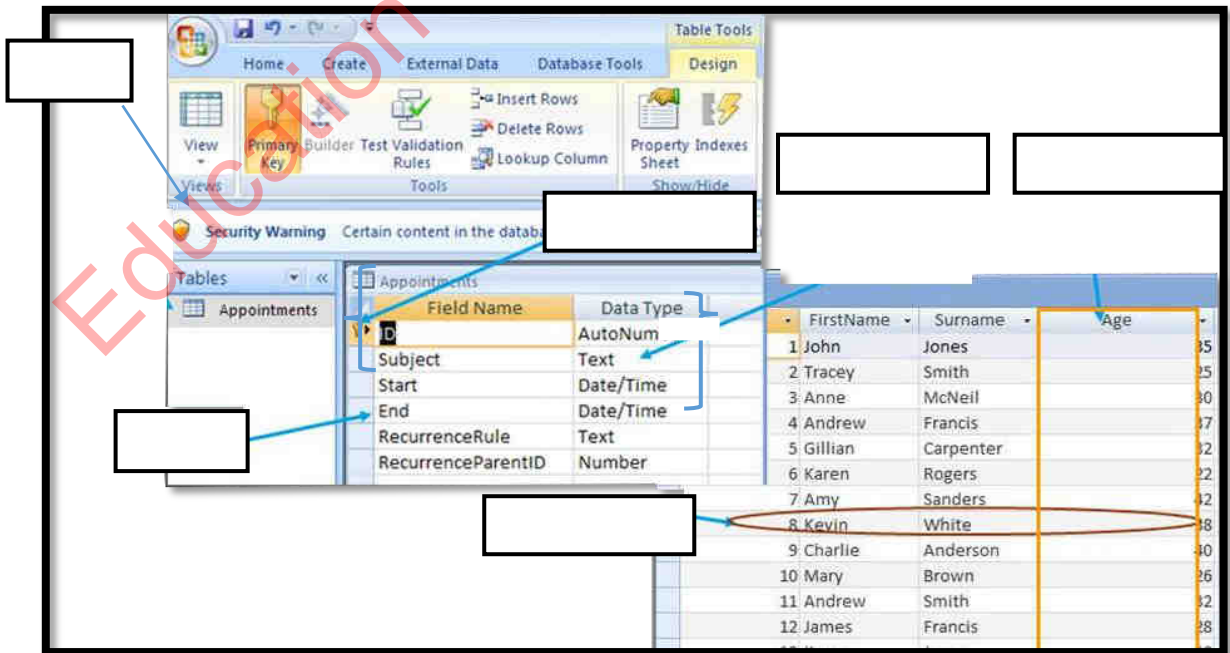 Table Tools
Home Create External Data Database Tools Design
View
Primary Key
Builder
Test Validation Rules
Insert Rows
Delete Rows
Lookup Column
Property Sheet
Indexes
Views Tools Show/Hide
Education
Security Warning Certain content in the
Tables
Appointments
Appointments
Field Name Data Type
ID AutoNum
Subject Text
Start Date/Time
End Date/Time
RecurrenceRule Text
RecurrenceParentID Number
FirstName Surname Age
1 John Jones 35
2 Tracey Smith 25
3 Anne McNeil
4 Andrew Francis
5 Gillian Carpenter
6 Karen Rogers 22
7 Amy Sanders
8 Kevin White
9 Charlie Anderson
10 Mary Brown 26
11 Andrew Smith
12 James Francis 28